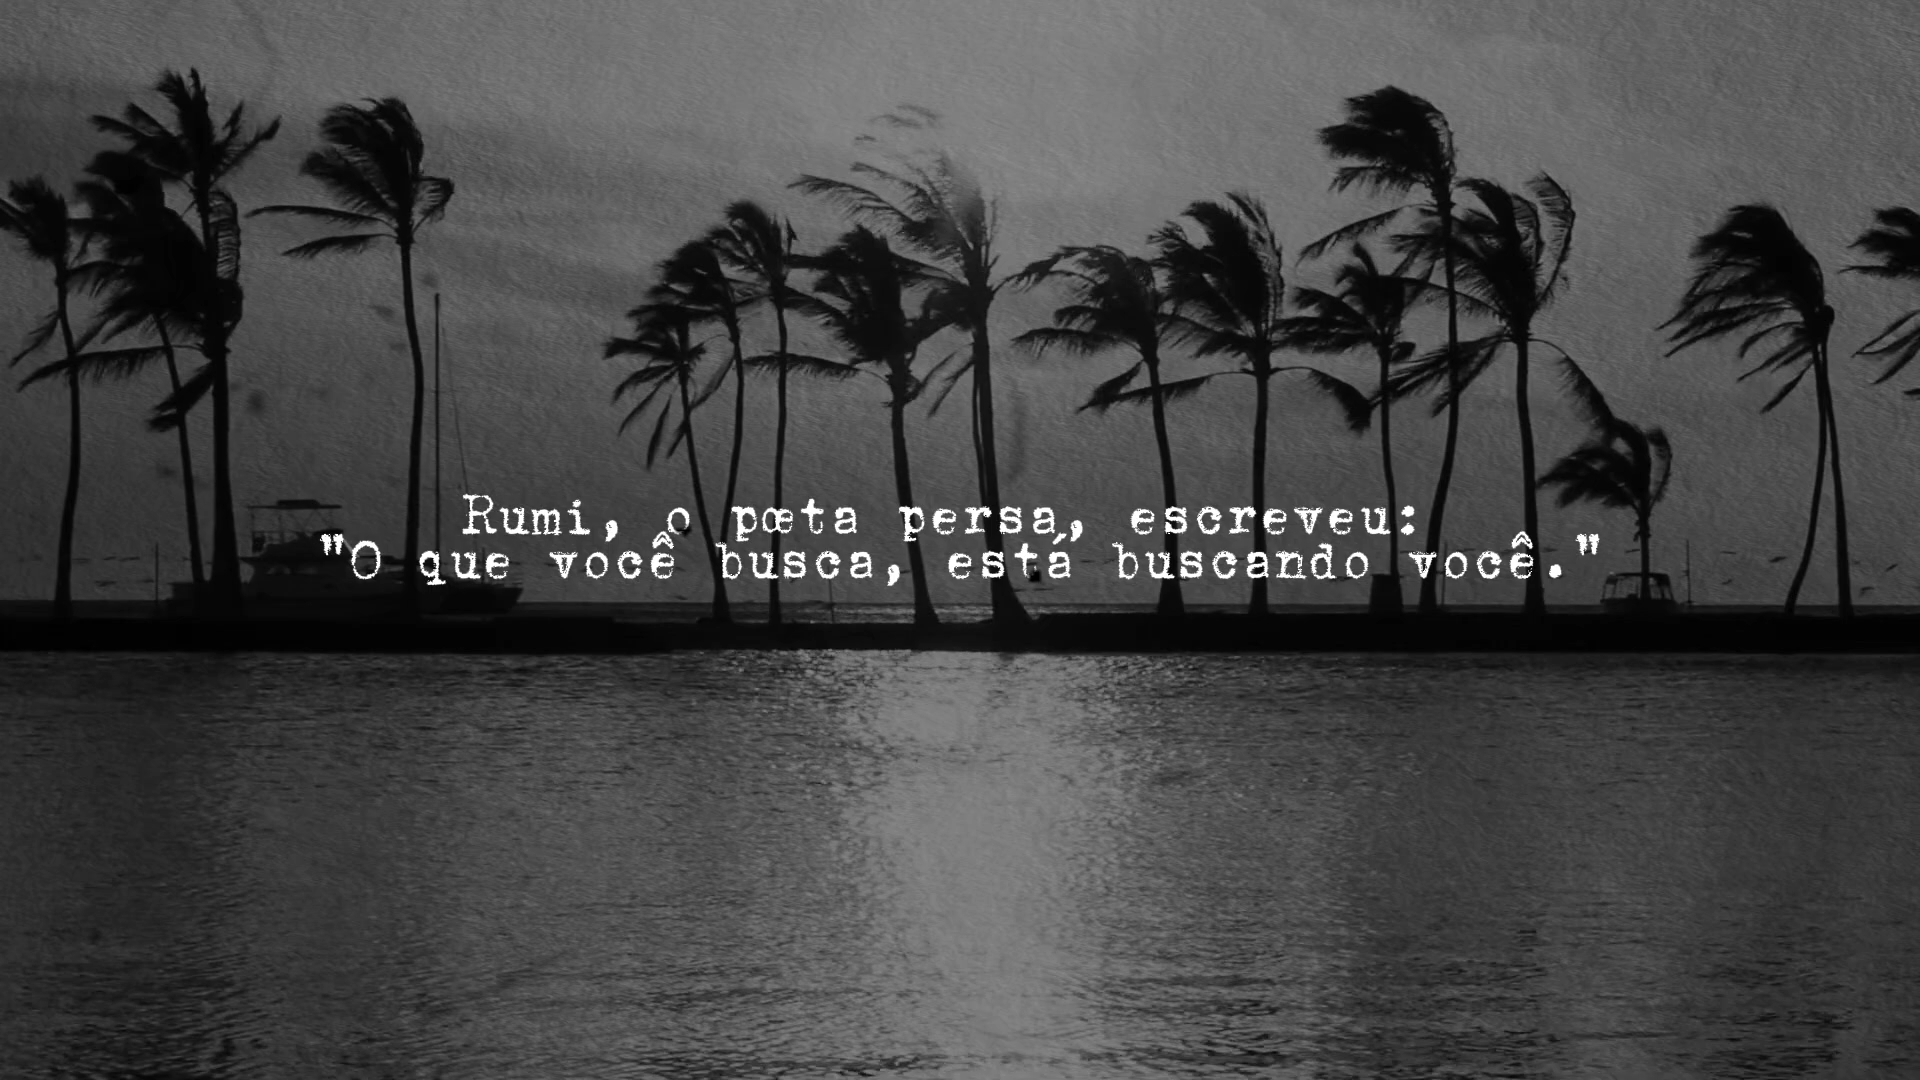 Rumi, o pœta persa, escreveu:
"O que você busca, está buscando você."